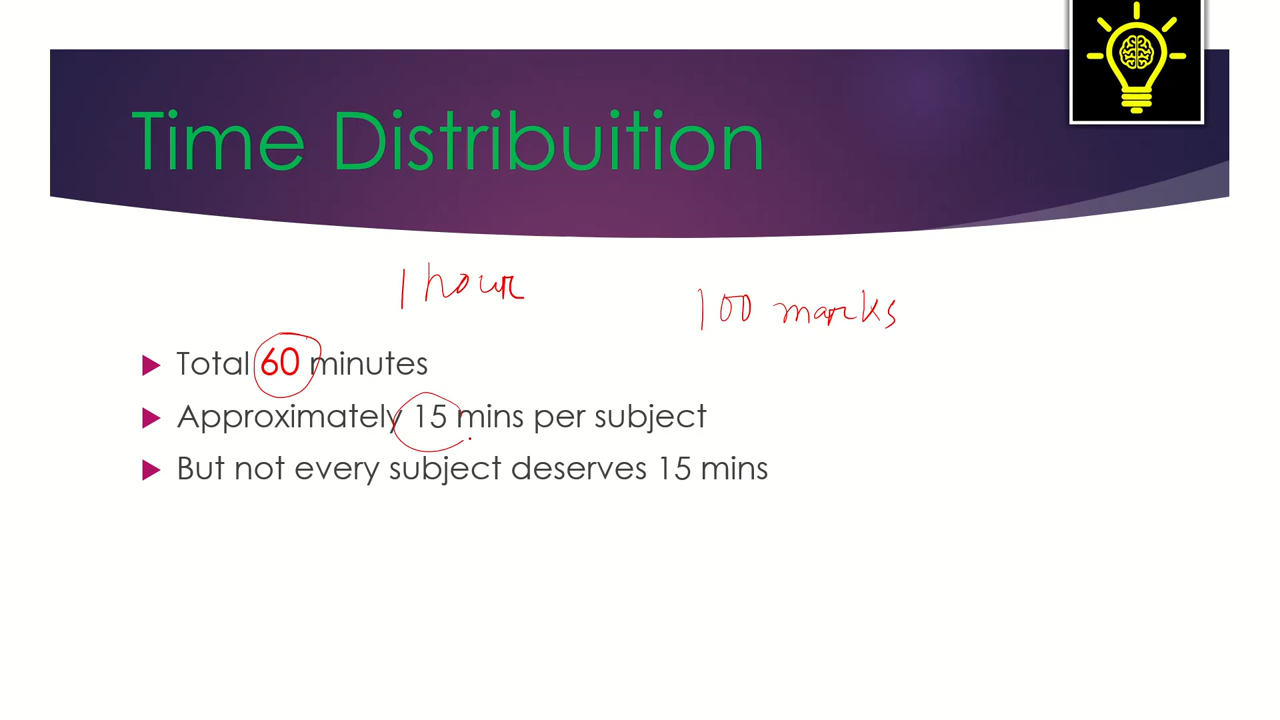 Time Distribuition
1 hour
100 marks
Total 60 minutes
Approximately 15 mins per subject
But not every subject deserves 15 mins